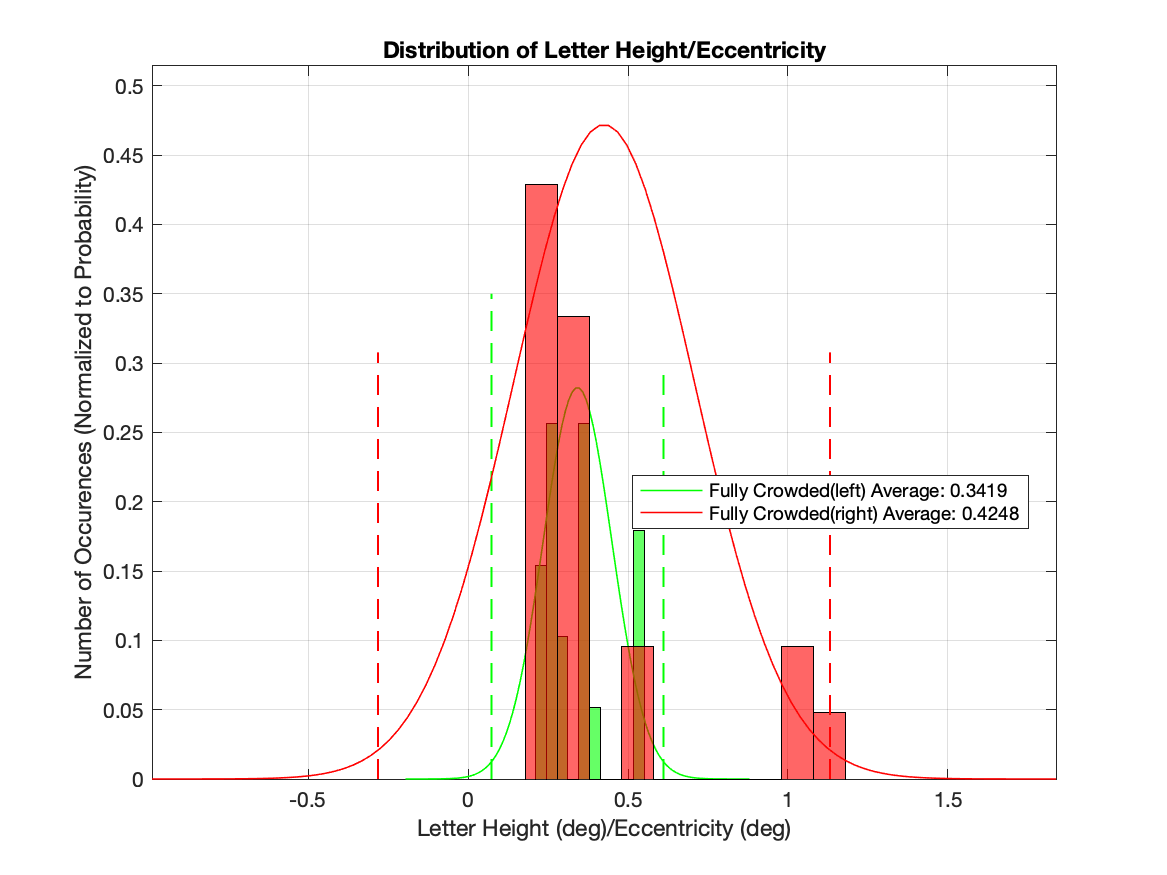 Distribution of Letter Height/Eccentricity
Number of Occurences (Normalized to Probability)
0.5
0.45
0.4
0.35
0.3
0.25
0.2
0.15
0.1
0.05
0
Fully Crowded(left) Average: 0.3419
Fully Crowded(right) Average: 0.4248
-0.5 0 0.5 1 1.5
Letter Height (deg)/Eccentricity (deg)